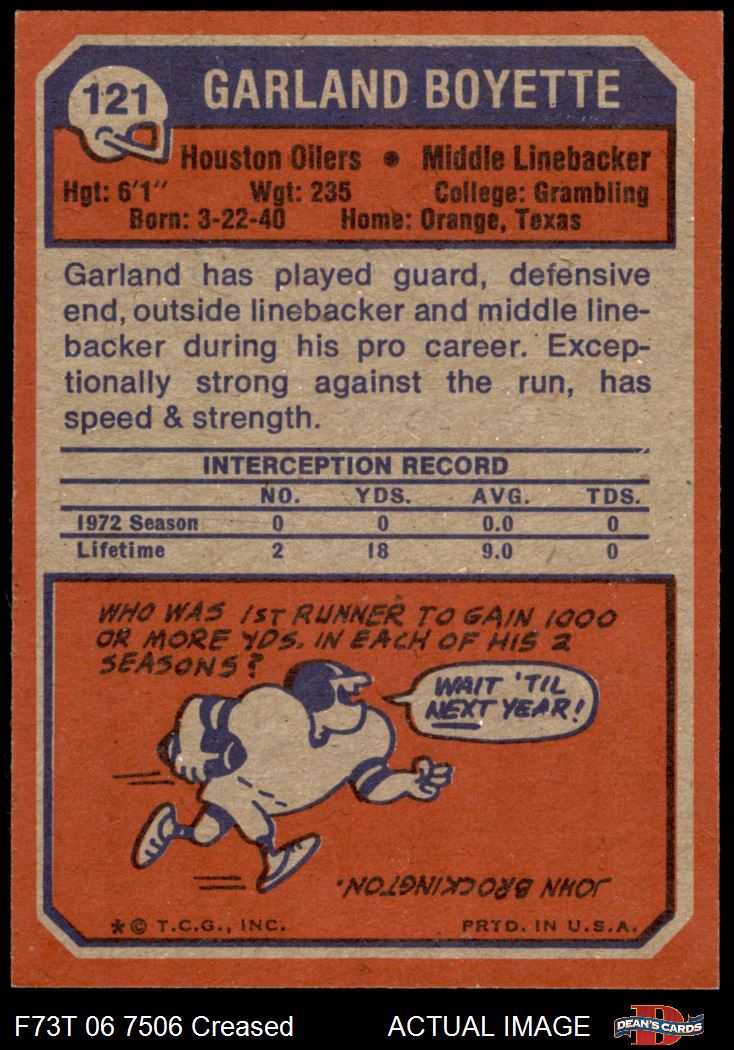 121 GARLAND BOYETTE
Houston Oilers • Middle Linebacker
Hgt: 6'1" Wgt: 235 College: Grambling
Born: 3-22-40 Home: Orange, Texas
Garland has played guard, defensive
end, outside linebacker and middle line-
backer during his pro career. Excep-
tionally strong against the run, has
speed & strength.
INTERCEPTION RECORD
NO. YDS. AVG. TDS.
1972 Season 0 0 0.0 0
Lifetime 2 18 9.0 0
WHO WAS 1ST RUNNER TO GAIN 1000
OR MORE YDS. IN EACH OF HIS 2
SEASONS?
WAIT 'TIL
NEXT YEAR!
JOHN BROCKINGTON.
*© T.C.G., INC. PRTD. IN U.S.A.
F73T 06 7506 Creased ACTUAL IMAGE
D
DEAN'S CARDS